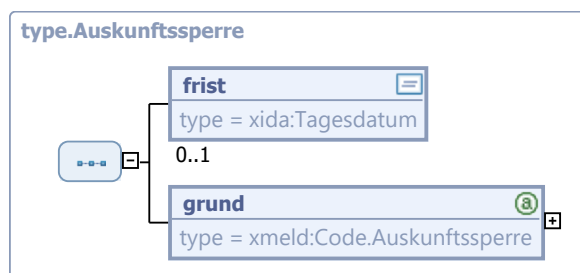 type.Auskunftssperre
frist
type = xida:Tagesdatum
0..1
grund
type = xmeld:Code.Auskunftssperre